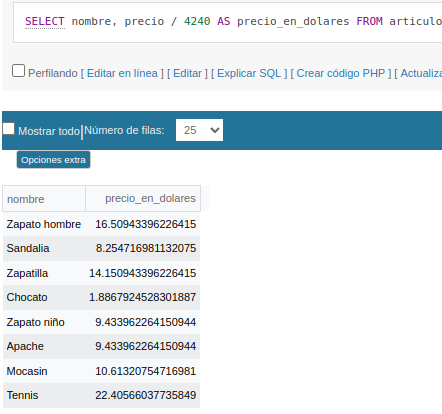 SELECT nombre, precio / 4240 AS precio_en_dolares FROM articulo
Perfilando [ Editar en línea ] [ Editar ] [ Explicar SQL ] [ Crear código PHP ] [ Actualiza
Mostrar todo Número de filas: 25
Opciones extra
nombre precio_en_dolares
Zapato hombre 16.50943396226415
Sandalia 8.254716981132075
Zapatilla 14.150943396226415
Chocato 1.8867924528301887
Zapato niño 9.433962264150944
Apache 9.433962264150944
Mocasin 10.61320754716981
Tennis 22.40566037735849